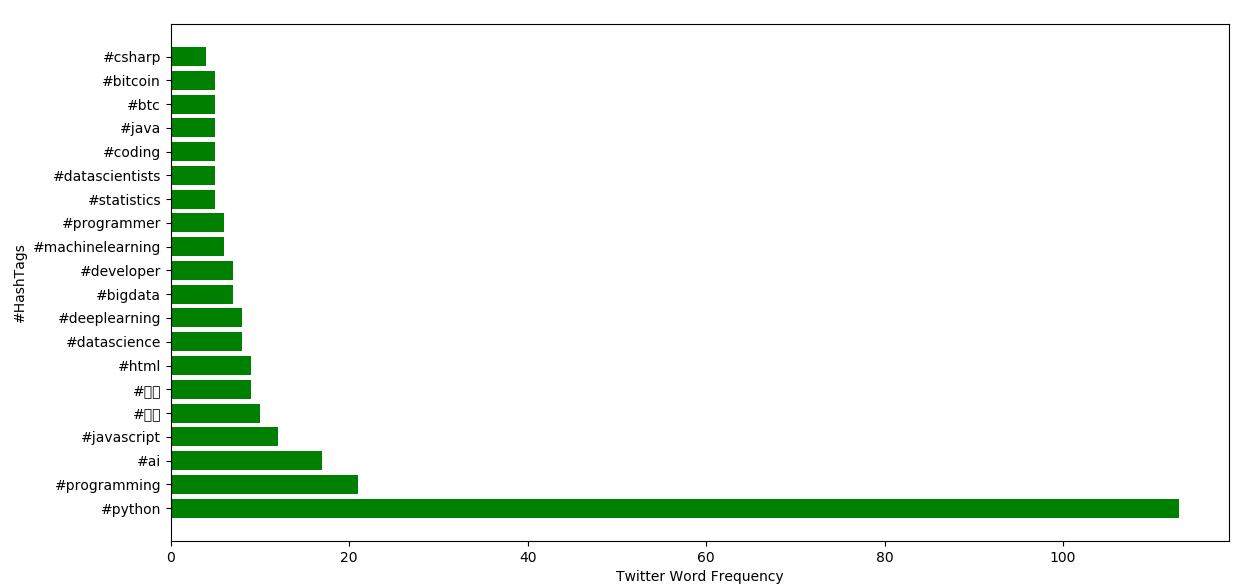 #csharp
#bitcoin
#btc
#java
#coding
#datascientists
#statistics
#programmer
#machinelearning
#developer
#bigdata
#deeplearning
#datascience
#html
#
#
#javascript
#ai
#programming
#python
#HashTags
0 20 40 60 80 100
Twitter Word Frequency